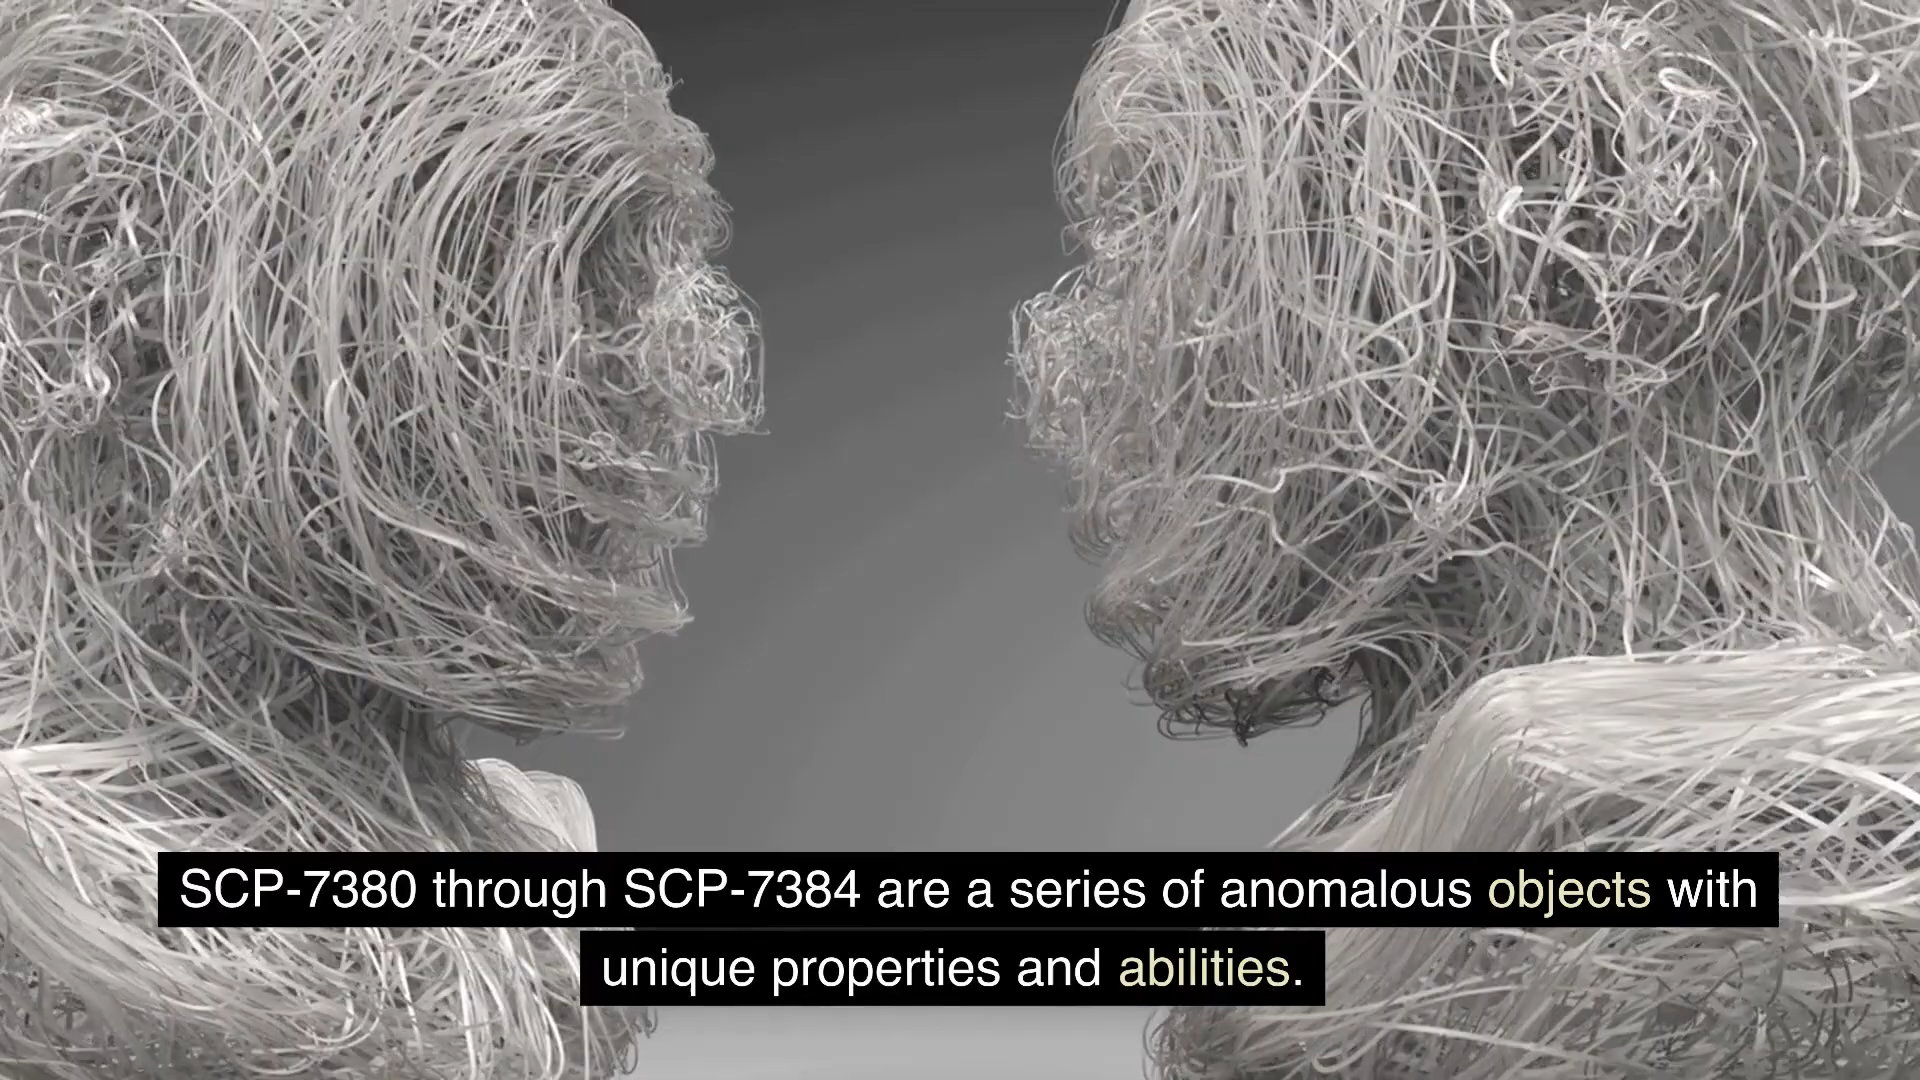 SCP-7380 through SCP-7384 are a series of anomalous objects with
unique properties and abilities.